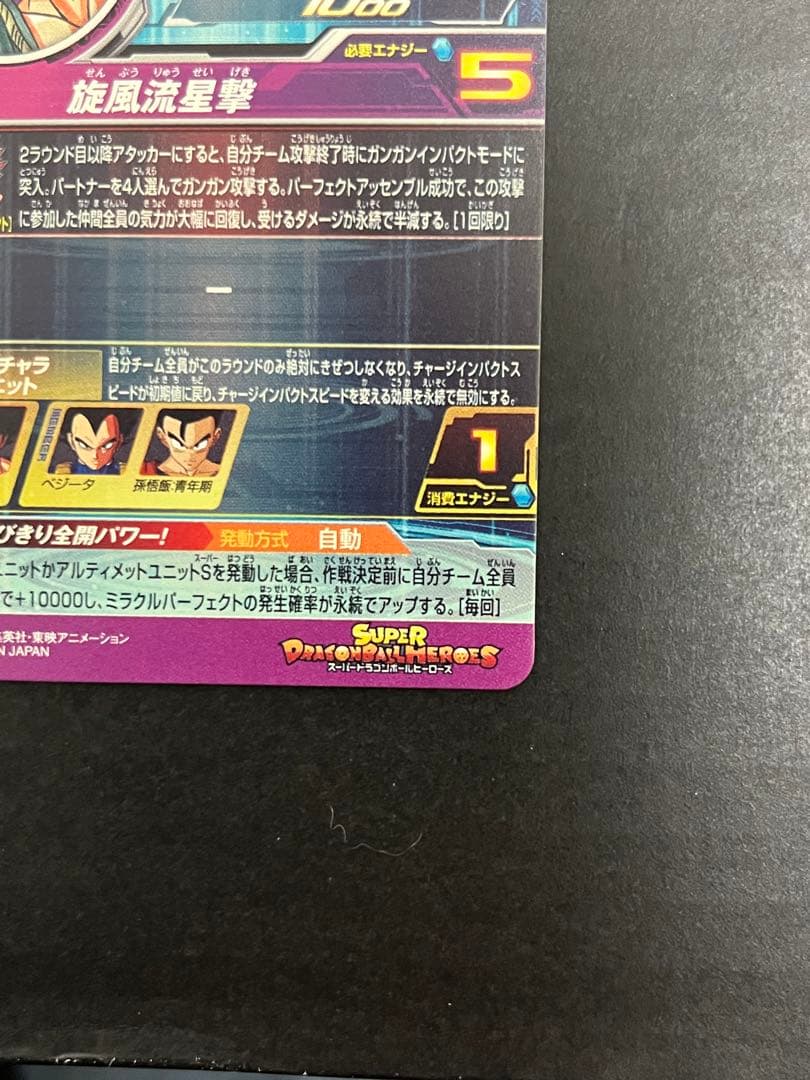 1000
必要エナジー
5
せんぷうりゅうせいげき
旋風流星撃
2ラウンド目以降アタッカーにすると、自分チーム攻撃終了時にガンガンインパクトモードに
突入。パートナーを4人選んでガンガン攻撃する。パーフェクトアッセンブル成功で、この攻撃
に参加した仲間全員の気力が大幅に回復し、受けるダメージが永続で半減する。[1回限り]
ー
チャラ
ニット
自分チーム全員がこのラウンドのみ絶対にきぜつしなくなり、チャージインパクトス
ピードが初期値に戻り、チャージインパクトスピードを変える効果を永続で無効にする。
MEMBER
ベジータ
孫悟飯:青年期
1
消費エナジー
びきり全開パワー!
発動方式 自動
ユニットかアルティメットユニットSを発動した場合、作戦決定前に自分チーム全員
で+10000し、ミラクルパーフェクトの発生確率が永続でアップする。[毎回]
集英社・東映アニメーション
IN JAPAN
SUPER
DRAGONBALL HEROES
スーパードラゴンボールヒーローズ